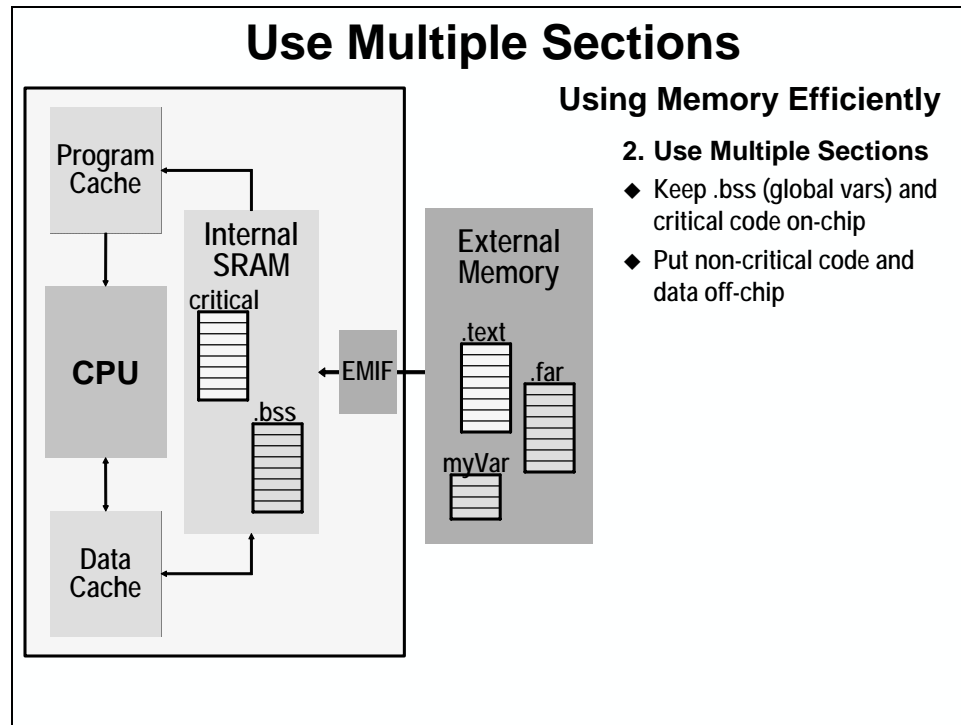 Use Multiple Sections
Using Memory Efficiently
2. Use Multiple Sections
◆ Keep .bss (global vars) and
critical code on-chip
◆ Put non-critical code and
data off-chip
Program
Cache
Internal
SRAM
critical
.bss
CPU
Data
Cache
EMIF
External
Memory
.text
.far
myVar